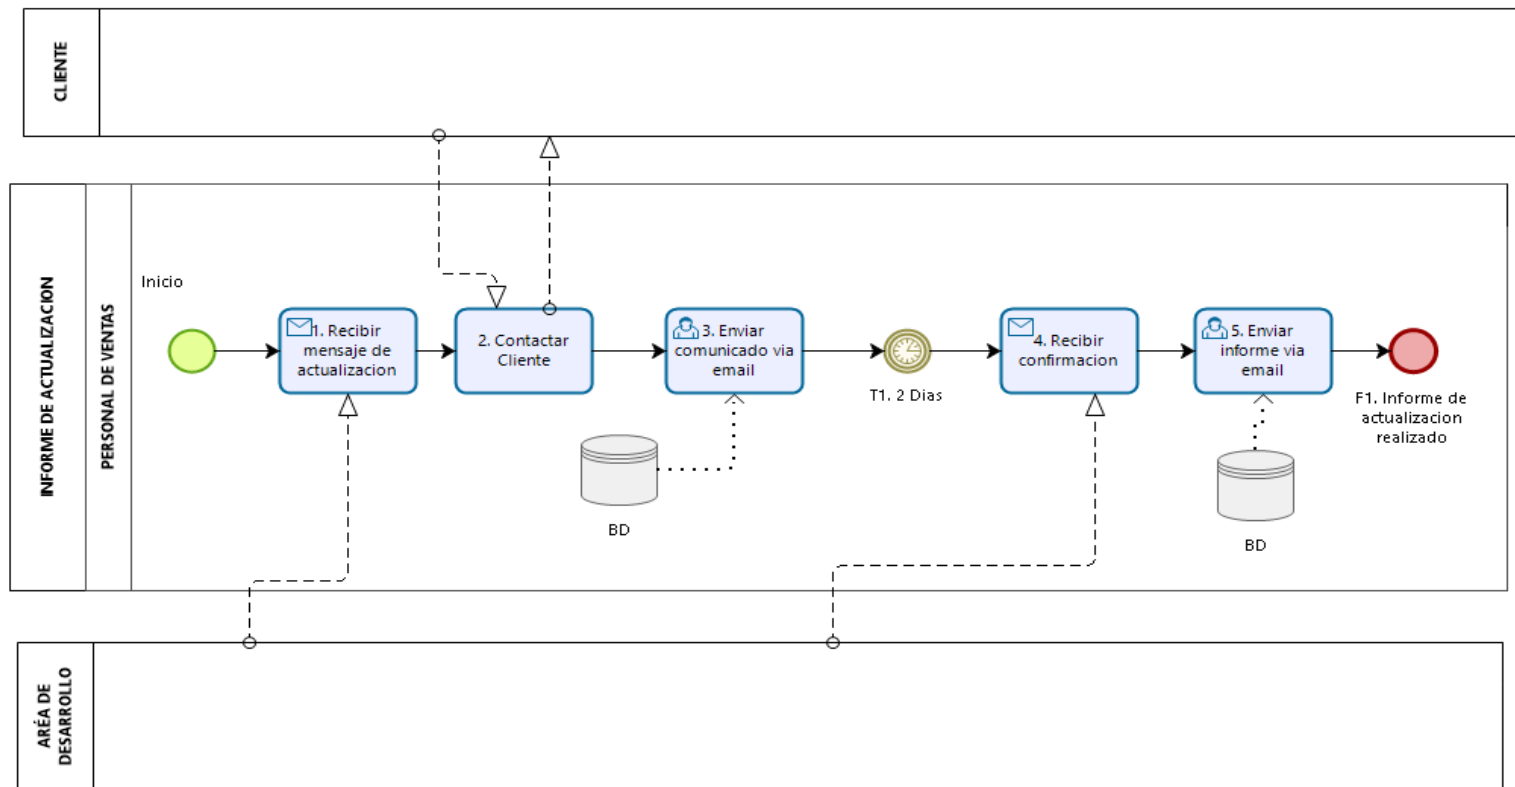 CLIENTE
INFORME DE ACTUALIZACION
PERSONAL DE VENTAS
Inicio
1. Recibir
mensaje de
actualizacion
2. Contactar
Cliente
3. Enviar
comunicado via
email
BD
T1. 2 Dias
4. Recibir
confirmacion
5. Enviar
informe via
email
BD
F1. Informe de
actualizacion
realizado
ARÉA DE
DESARROLLO